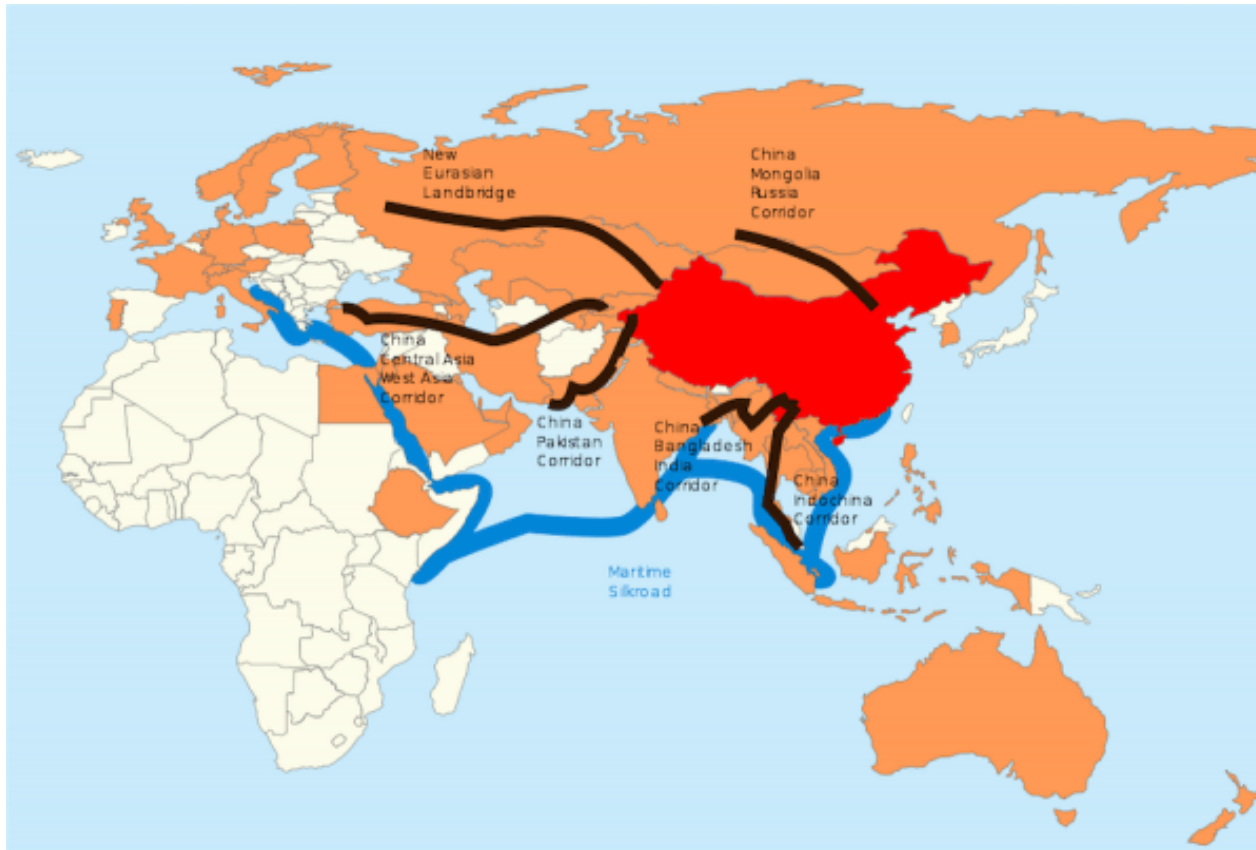 New
Eurasian
Landbridge
China
Mongolia
Russia
Corridor
China
Central Asia
West Asia
Corridor
China
Pakistan
Corridor
China
Bangladesh
India
Corridor
China
Indochina
Corridor
Maritime
Silkroad